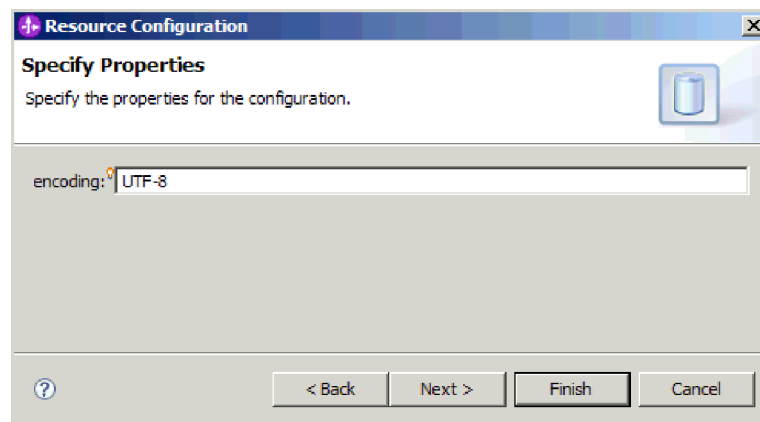 Resource Configuration
Specify Properties
Specify the properties for the configuration.
encoding: UTF-8
< Back Next > Finish Cancel